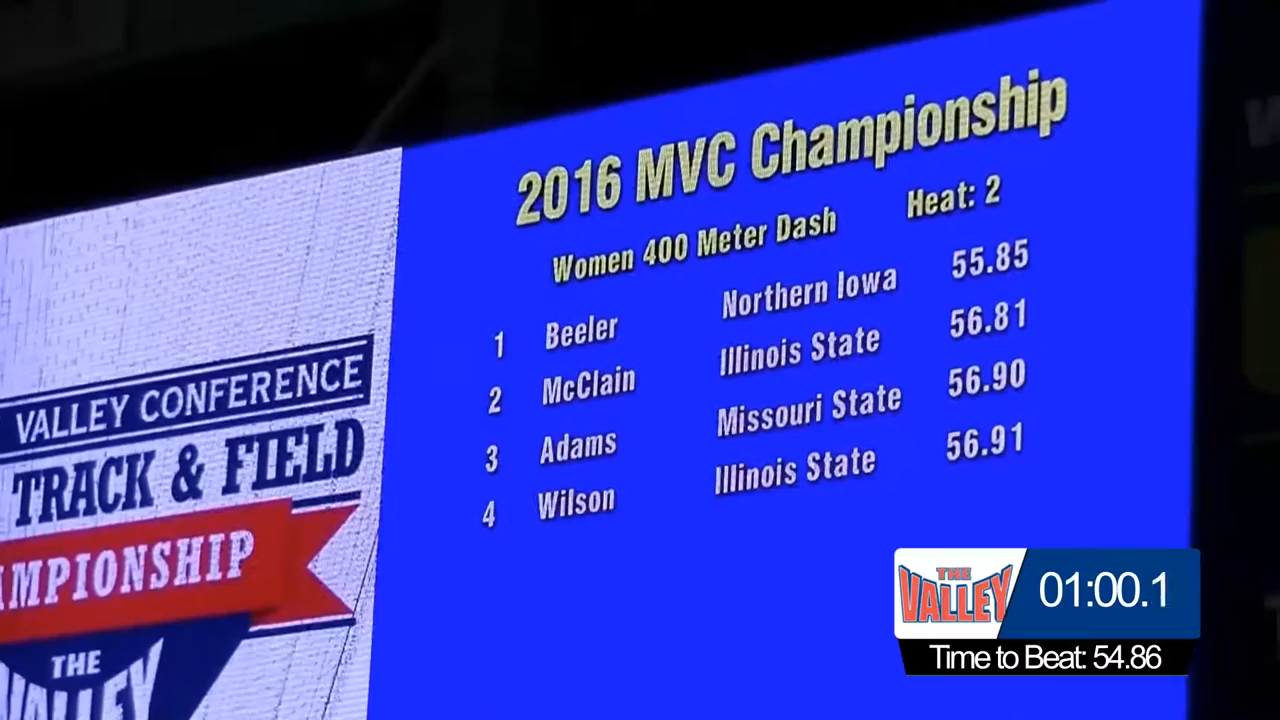 2016 MVC Championship
Women 400 Meter Dash Heat: 2
1 Beeler Northern Iowa 55.85
2 McClain Illinois State 56.81
3 Adams Missouri State 56.90
4 Wilson Illinois State 56.91
VALLEY CONFERENCE
TRACK & FIELD
AMPIONSHIP
THE
VALLEY
THE
VALLEY
01:00.1
Time to Beat: 54.86